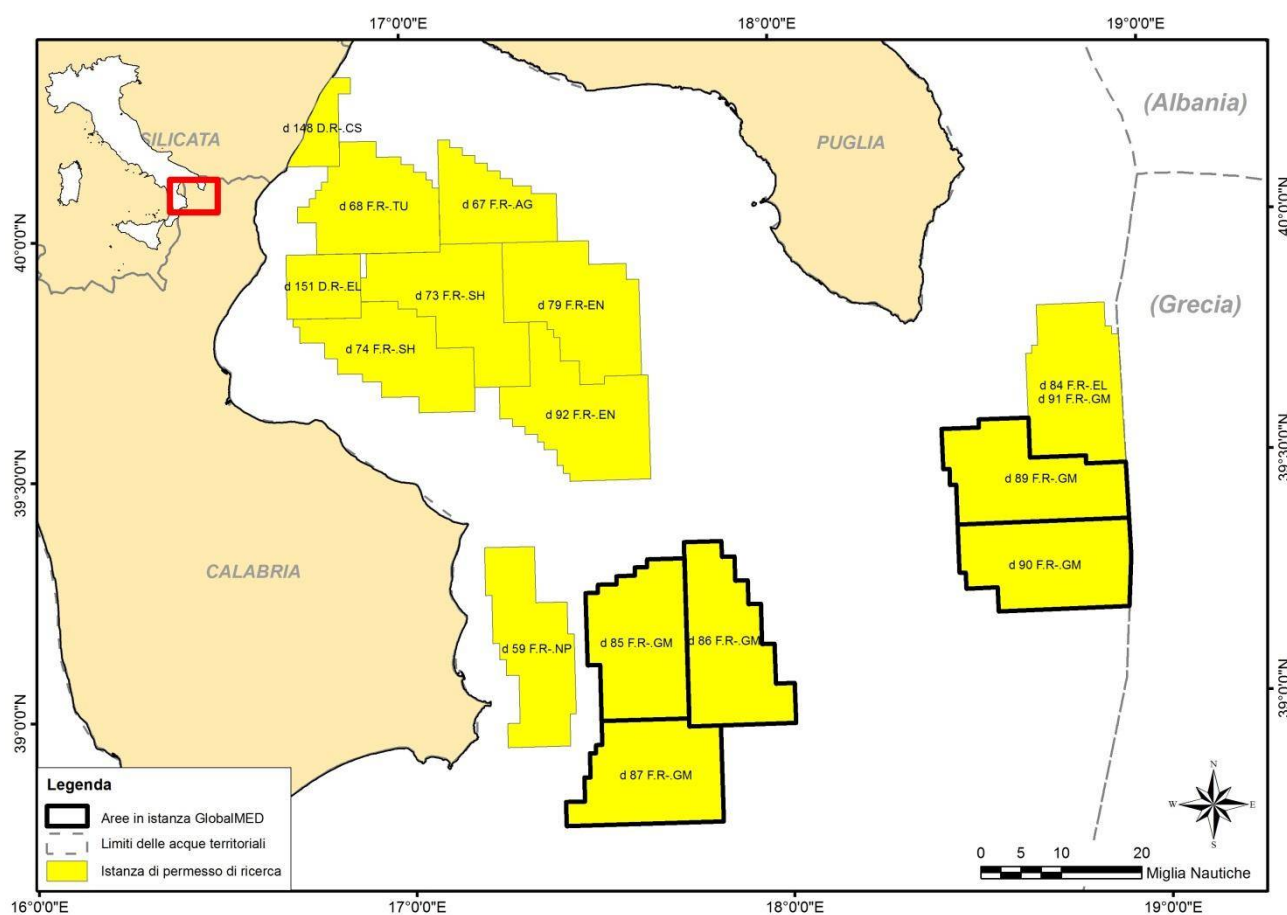 17°0'0"E
18°0'0"E
19°0'0"E
(Albania)
d 148 D.R-.CS
SILICATA
PUGLIA
40°0'0"N
40°0'0"N
d 68 F.R-.TU
d 67 F.R-.AG
d 151 D.R-.EL
d 73 F.R-.SH
d 79 F.R-EN
(Grecia)
d 74 F.R-.SH
d 84 F.R-.EL
d 91 F.R-.GM
d 92 F.R-.EN
39°30'0"N
39°30'0"N
d 89 F.R-.GM
d 90 F.R-.GM
CALABRIA
d 59 F.R-.NP
d 85 F.R-.GM
d 86 F.R-.GM
39°0'0"N
39°0'0"N
d 87 F.R-.GM
Legenda
Aree in istanza GlobalMED
Limiti delle acque territoriali
Istanza di permesso di ricerca
N
W
E
S
0 5 10 20
Miglia Nautiche
16°0'0"E
17°0'0"E
18°0'0"E
19°0'0"E